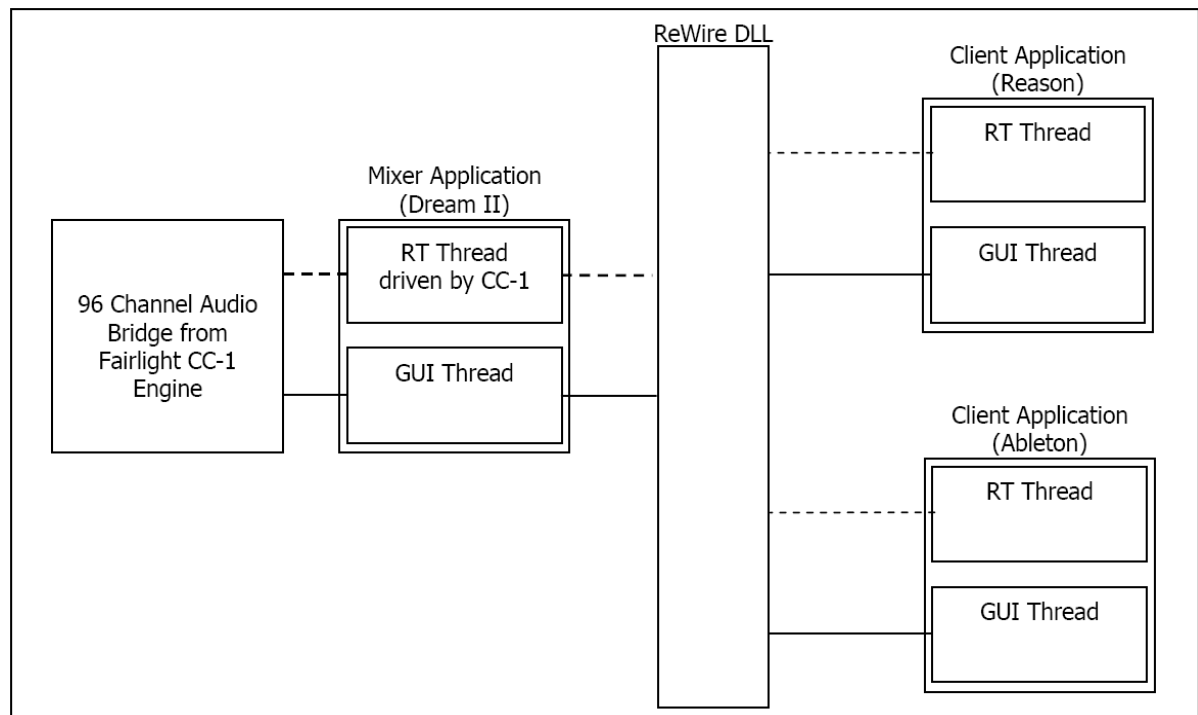 ReWire DLL
Client Application
(Reason)
RT Thread
GUI Thread
Mixer Application
(Dream II)
RT Thread
driven by CC-1
GUI Thread
96 Channel Audio
Bridge from
Fairlight CC-1
Engine
Client Application
(Ableton)
RT Thread
GUI Thread